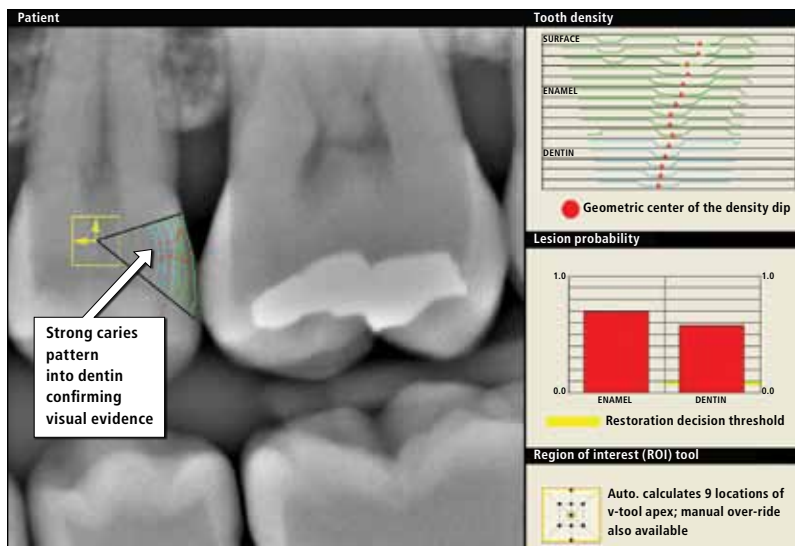 Patient
Strong caries
pattern
into dentin
confirming
visual evidence
Tooth density
SURFACE
ENAMEL
DENTIN
Geometric center of the density dip
Lesion probability
1.0
1.0
0.0
0.0
ENAMEL
DENTIN
Restoration decision threshold
Region of interest (ROI) tool
Auto. calculates 9 locations of
v-tool apex; manual over-ride
also available